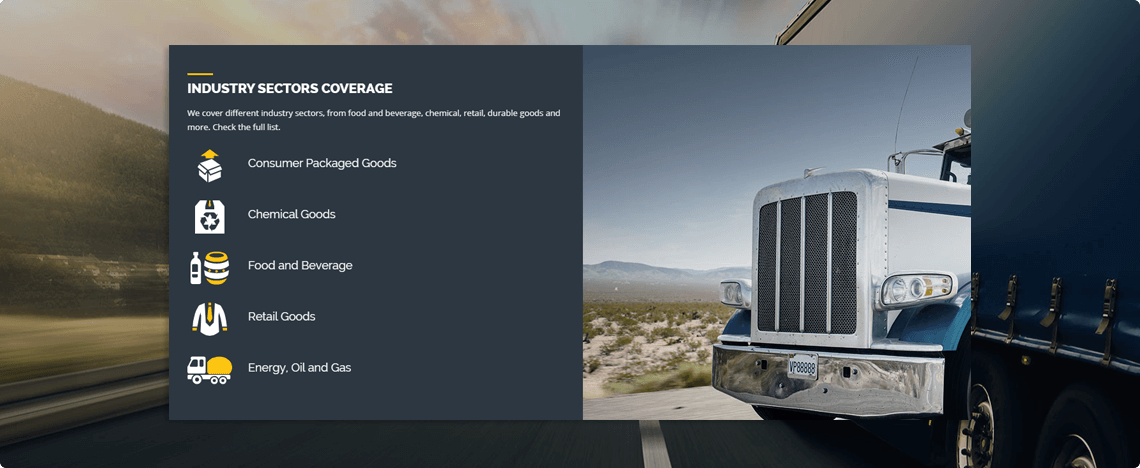 INDUSTRY SECTORS COVERAGE
We cover different industry sectors, from food and beverage, chemical, retail, durable goods and
more. Check the full list.
Consumer Packaged Goods
Chemical Goods
Food and Beverage
Retail Goods
Energy, Oil and Gas
VP88888